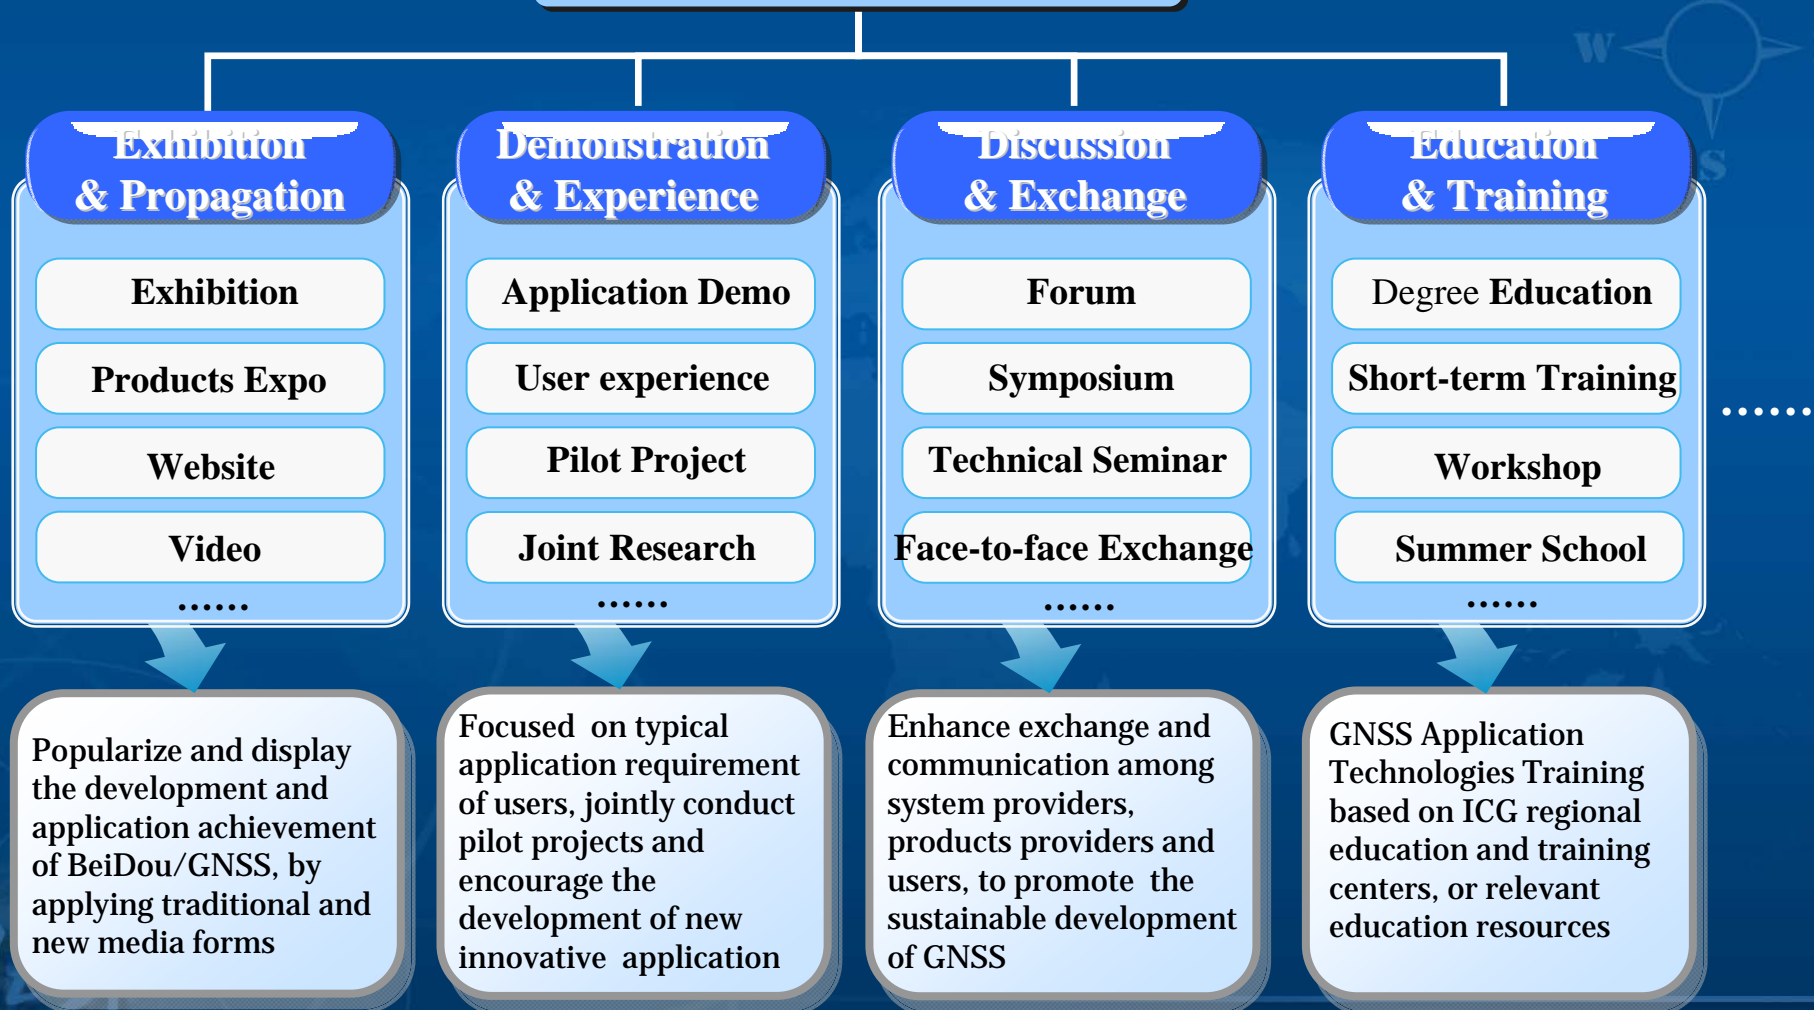 W
S
Exhibition
& Propagation
Exhibition
Products Expo
Website
Video
......
Popularize and display
the development and
application achievement
of BeiDou/GNSS, by
applying traditional and
new media forms
Demonstration
& Experience
Application Demo
User experience
Pilot Project
Joint Research
......
Focused on typical
application requirement
of users, jointly conduct
pilot projects and
encourage the
development of new
innovative application
Discussion
& Exchange
Forum
Symposium
Technical Seminar
Face-to-face Exchange
......
Enhance exchange and
communication among
system providers,
products providers and
users, to promote the
sustainable development
of GNSS
Education
& Training
Degree Education
Short-term Training
Workshop
Summer School
......
GNSS Application
Technologies Training
based on ICG regional
education and training
centers, or relevant
education resources
......